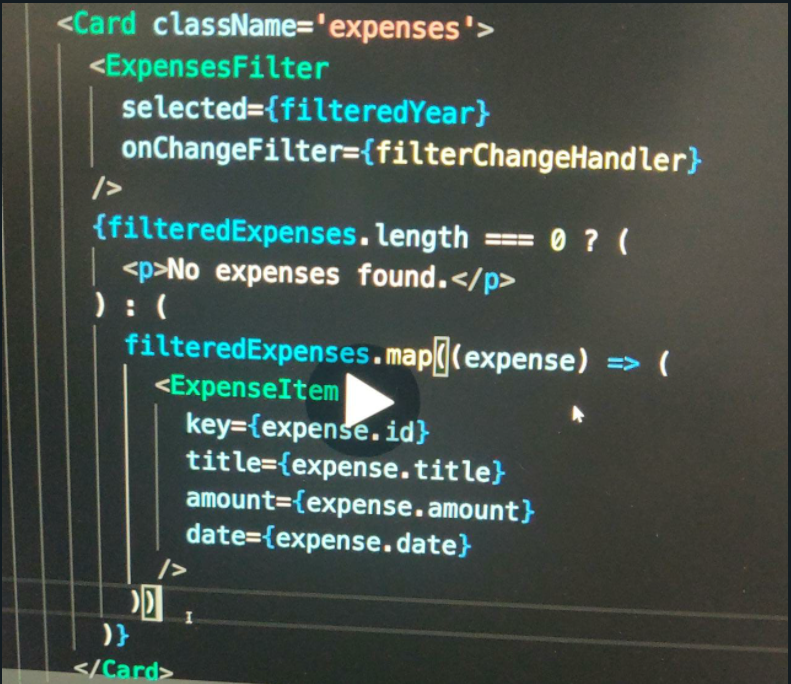 <Card className='expenses'>
<ExpensesFilter
selected={filteredYear}
onChangeFilter={filterChangeHandler}
/>
{filteredExpenses.length === 0 ? (
<p>No expenses found.</p>
) : (
filteredExpenses.map((expense) => (
<ExpenseItem
key={expense.id}
title={expense.title}
amount={expense.amount}
date={expense.date}
/>
))
)}
</Card>